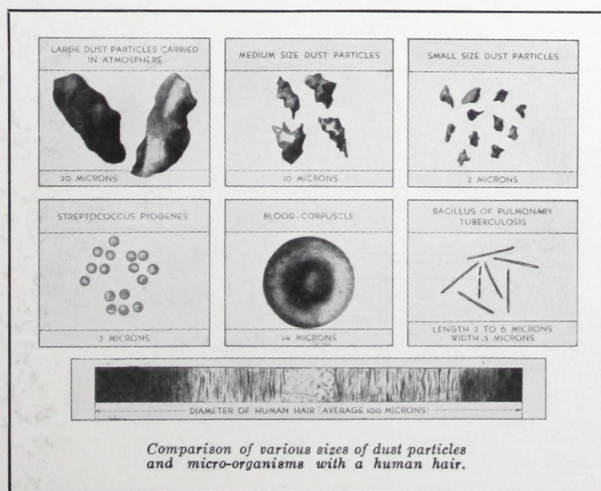 LARGE DUST PARTICLES CARRIED
IN ATMOSPHERE
20 MICRONS
MEDIUM SIZE DUST PARTICLES
10 MICRONS
SMALL SIZE DUST PARTICLES
2 MICRONS
STREPTOCOCCUS PYOGENES
2 MICRONS
BLOOD-CORPUSCLE
14 MICRONS
BACILLUS OF PULMONARY
TUBERCULOSIS
LENGTH 2 TO 6 MICRONS
WIDTH .5 MICRONS
DIAMETER OF HUMAN HAIR (AVERAGE 100 MICRONS)
Comparison of various sizes of dust particles
and micro-organisms with a human hair.